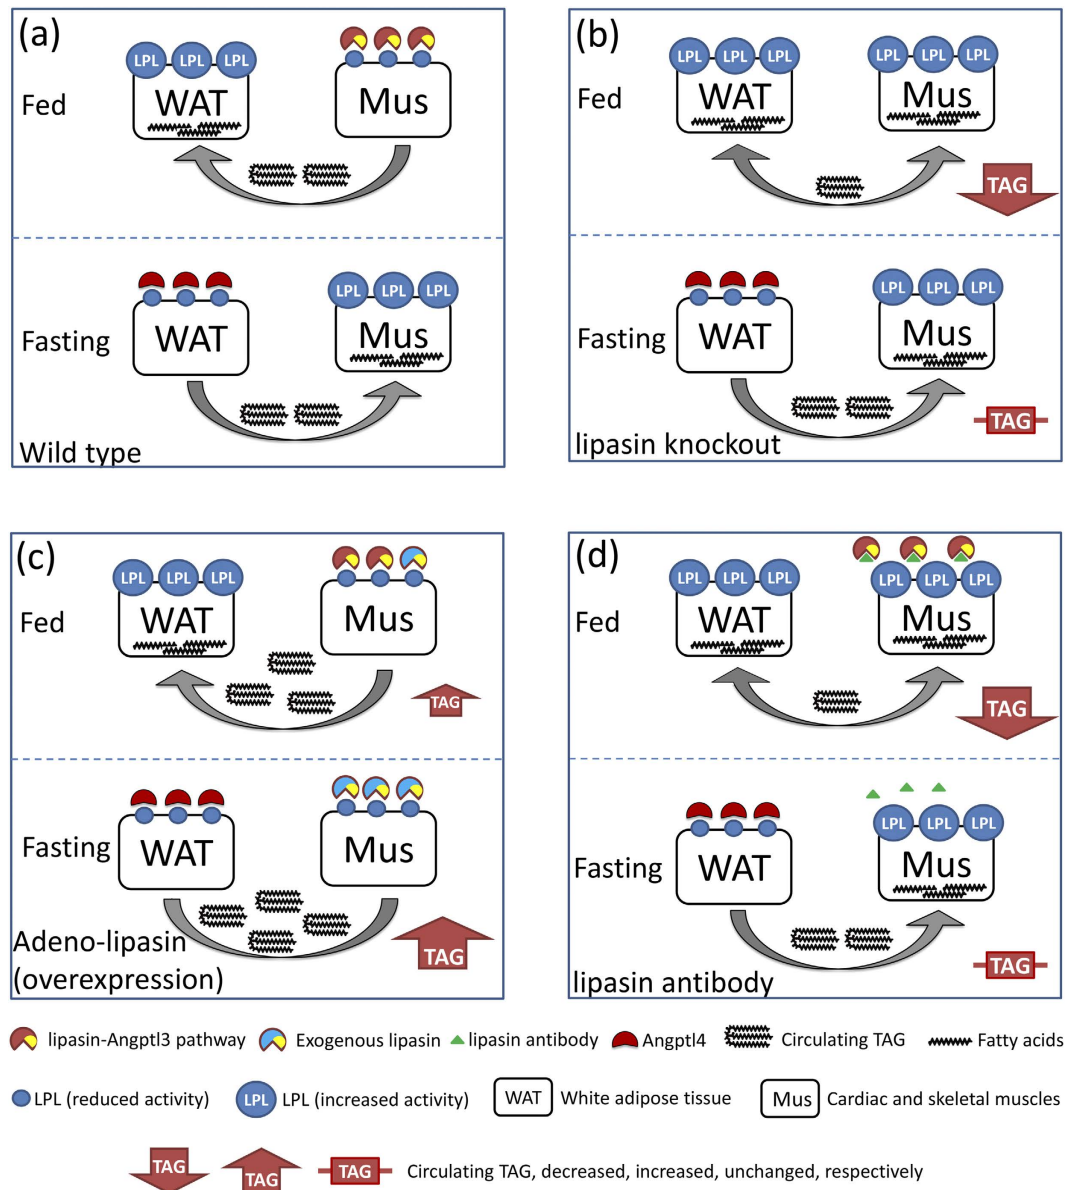 (a)
Fed
LPL LPL LPL
WAT
Mus
Fasting
WAT
LPL LPL LPL
Mus
Wild type
(b)
Fed
LPL LPL LPL
WAT
LPL LPL LPL
Mus
TAG
Fasting
WAT
LPL LPL LPL
Mus
TAG
lipasin knockout
(c)
Fed
LPL LPL LPL
WAT
Mus
TAG
Fasting
WAT
Mus
TAG
Adeno-lipasin
(overexpression)
(d)
Fed
LPL LPL LPL
WAT
LPL LPL LPL
Mus
TAG
Fasting
WAT
LPL LPL LPL
Mus
TAG
lipasin antibody
lipasin-Angptl3 pathway Exogenous lipasin lipasin antibody Angptl4 Circulating TAG Fatty acids
LPL (reduced activity) LPL LPL (increased activity) WAT White adipose tissue Mus Cardiac and skeletal muscles
TAG TAG TAG Circulating TAG, decreased, increased, unchanged, respectively